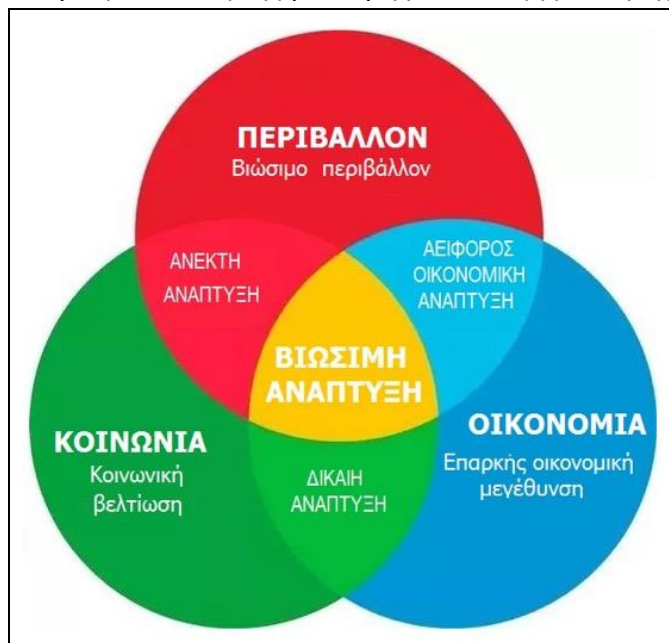 ΠΕΡΙΒΑΛΛΟΝ
Βιώσιμο περιβάλλον
ΑΝΕΚΤΗ
ΑΝΑΠΤΥΞΗ
ΑΕΙΦΟΡΟΣ
ΟΙΚΟΝΟΜΙΚΗ
ΑΝΑΠΤΥΞΗ
ΒΙΩΣΙΜΗ
ΑΝΑΠΤΥΞΗ
ΚΟΙΝΩΝΙΑ
Κοινωνική
βελτίωση
ΔΙΚΑΙΗ
ΑΝΑΠΤΥΞΗ
ΟΙΚΟΝΟΜΙΑ
Επαρκής οικονομική
μεγέθυνση